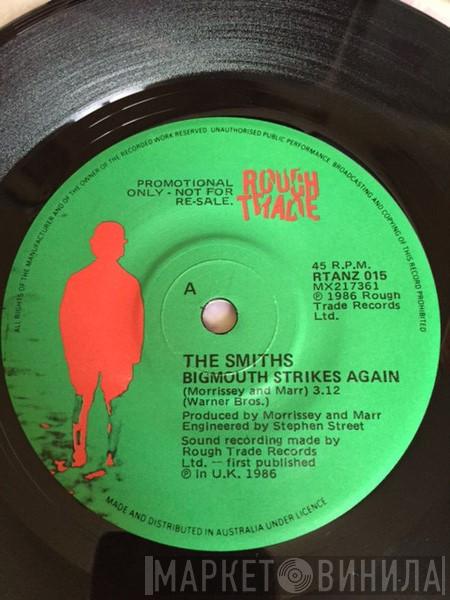 ALL RIGHTS OF THE MANUFACTURER AND OF THE OWNER OF THE RECORDED WORK RESERVED. UNAUTHORISED PUBLIC PERFORMANCE, BROADCASTING AND COPYING OF THIS RECORD PROHIBITED
PROMOTIONAL
ONLY - NOT FOR
RE-SALE.
ROUGH
TRADE
45 R.P.M.
RTANZ 015
MX217361
℗ 1986 Rough
Trade Records
Ltd.
A
THE SMITHS
BIGMOUTH STRIKES AGAIN
(Morrissey and Marr) 3.12
(Warner Bros.)
Produced by Morrissey and Marr
Engineered by Stephen Street
Sound recording made by
Rough Trade Records
Ltd. — first published
℗ in U.K. 1986
MADE AND DISTRIBUTED IN AUSTRALIA UNDER LICENCE
МАРКЕТ ВИНИЛА